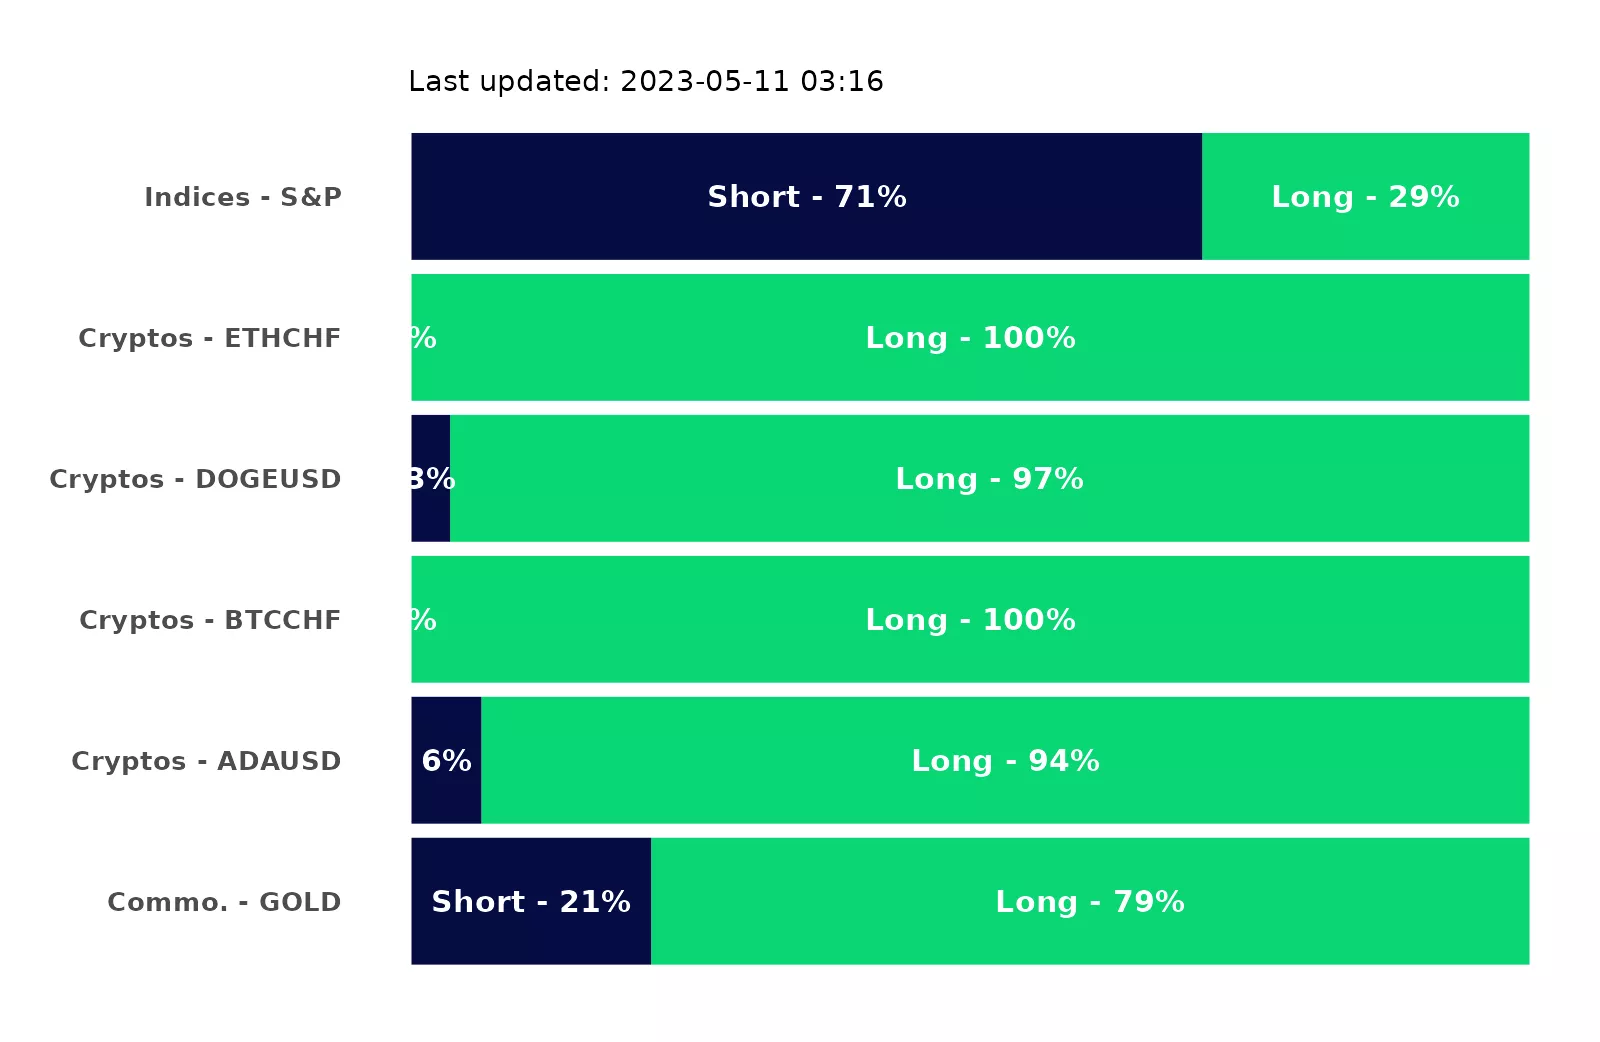 Last updated: 2023-05-11 03:16
Indices - S&P Short - 71% Long - 29%
Cryptos - ETHCHF % Long - 100%
Cryptos - DOGEUSD 3% Long - 97%
Cryptos - BTCCHF % Long - 100%
Cryptos - ADAUSD 6% Long - 94%
Commo. - GOLD Short - 21% Long - 79%